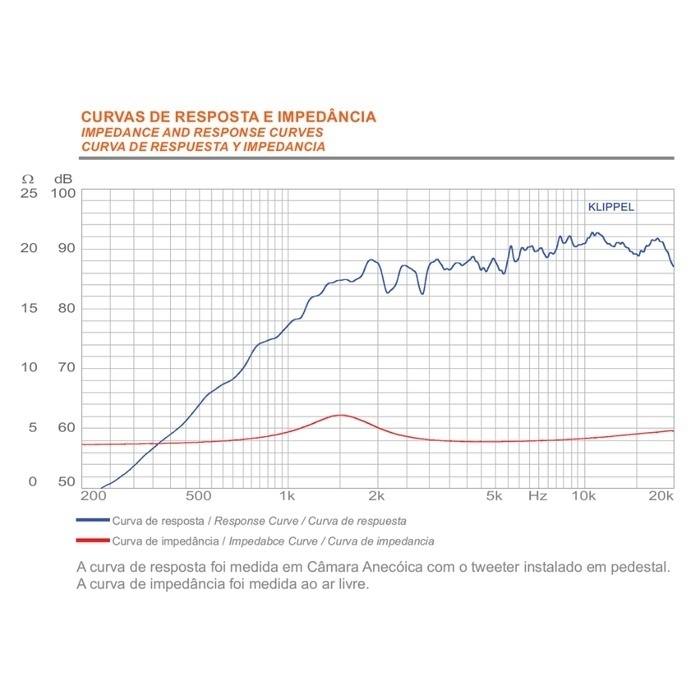 CURVAS DE RESPOSTA E IMPEDÂNCIA
IMPEDANCE AND RESPONSE CURVES
CURVA DE RESPUESTA Y IMPEDANCIA
Ω dB
25 100
KLIPPEL
20 90
15 80
10 70
5 60
0 50
200 500 1k 2k 5k Hz 10k 20k
Curva de resposta / Response Curve / Curva de respuesta
Curva de impedância / Impedabce Curve / Curva de impedancia
A curva de resposta foi medida em Câmara Anecóica com o tweeter instalado em pedestal.
A curva de impedância foi medida ao ar livre.